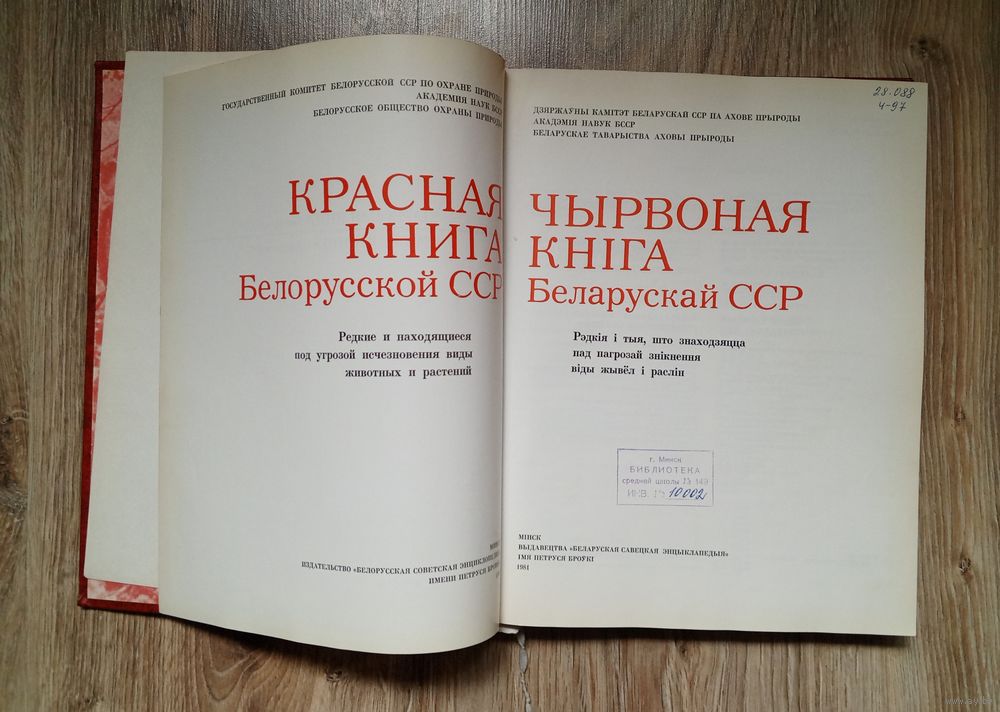 ГОСУДАРСТВЕННЫЙ КОМИТЕТ БЕЛОРУССКОЙ ССР ПО ОХРАНЕ ПРИРОДЫ
АКАДЕМИЯ НАУК БССР
БЕЛОРУССКОЕ ОБЩЕСТВО ОХРАНЫ ПРИРОДЫ
КРАСНАЯ
КНИГА
Белорусской ССР
Редкие и находящиеся
под угрозой исчезновения виды
животных и растений
ИЗДАТЕЛЬСТВО «БЕЛОРУССКАЯ СОВЕТСКАЯ ЭНЦИКЛОПЕДИЯ»
ИМЕНИ ПЕТРУСЯ
28.088
Ч-97
ДЗЯРЖАЎНЫ КАМІТЭТ БЕЛАРУСКАЙ ССР ПА АХОВЕ ПРЫРОДЫ
АКАДЭМІЯ НАВУК БССР
БЕЛАРУСКАЕ ТАВАРЫСТВА АХОВЫ ПРЫРОДЫ
ЧЫРВОНАЯ
КНІГА
Беларускай ССР
Рэдкія і тыя, што знаходзяцца
пад пагрозай знікнення
віды жывёл і раслін
г. Минск
БИБЛИОТЕКА
средней школы № 149
ИНВ. № 10002
МІНСК
ВЫДАВЕЦТВА «БЕЛАРУСКАЯ САВЕЦКАЯ ЭНЦЫКЛАПЕДЫЯ»
ІМЯ ПЕТРУСЯ БРОЎКІ
1981